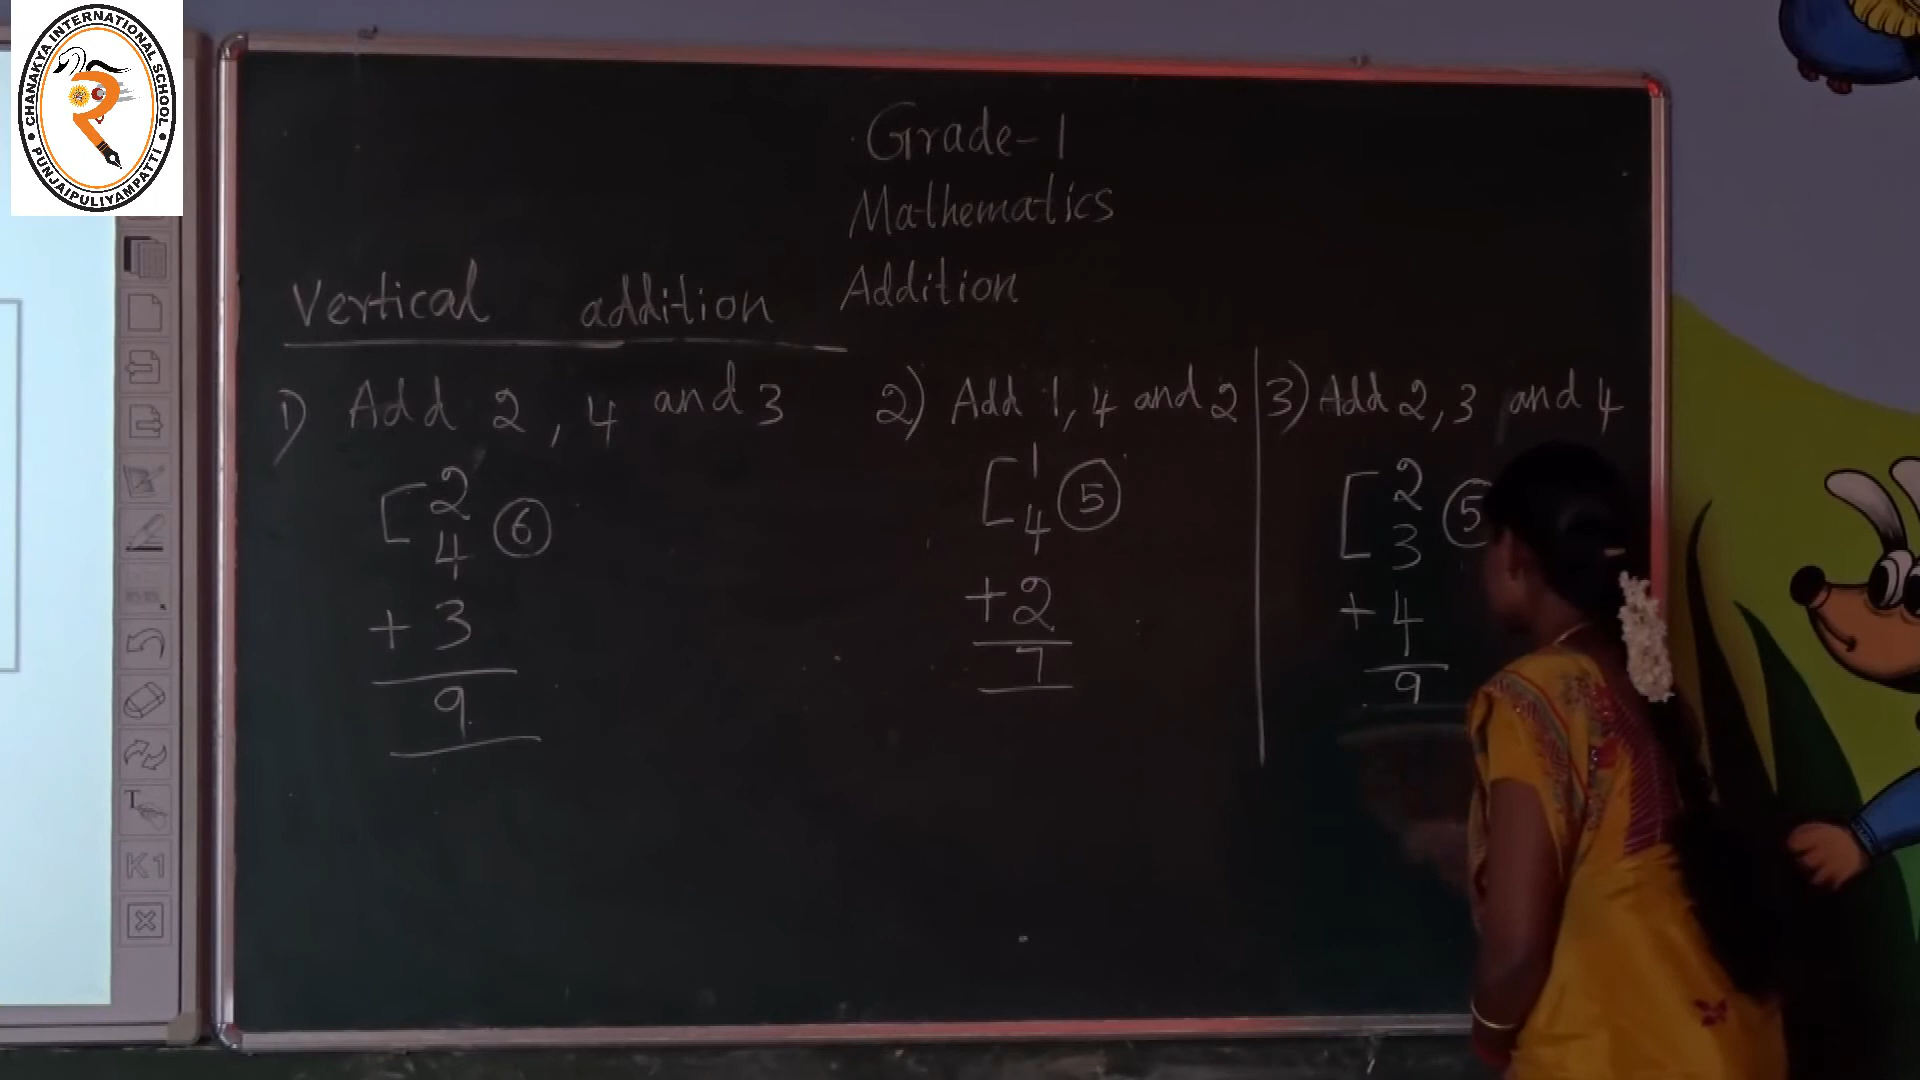 CHANAKYA INTERNATIONAL SCHOOL
• PUNJAIPULIYAMPATTI •
Grade-1
Mathematics
Addition
Vertical addition
1) Add 2, 4 and 3
2
4 6
+ 3
9
2) Add 1, 4 and 2
1
4 5
+ 2
7
3) Add 2, 3 and 4
2
3 5
+ 4
9
T
K1